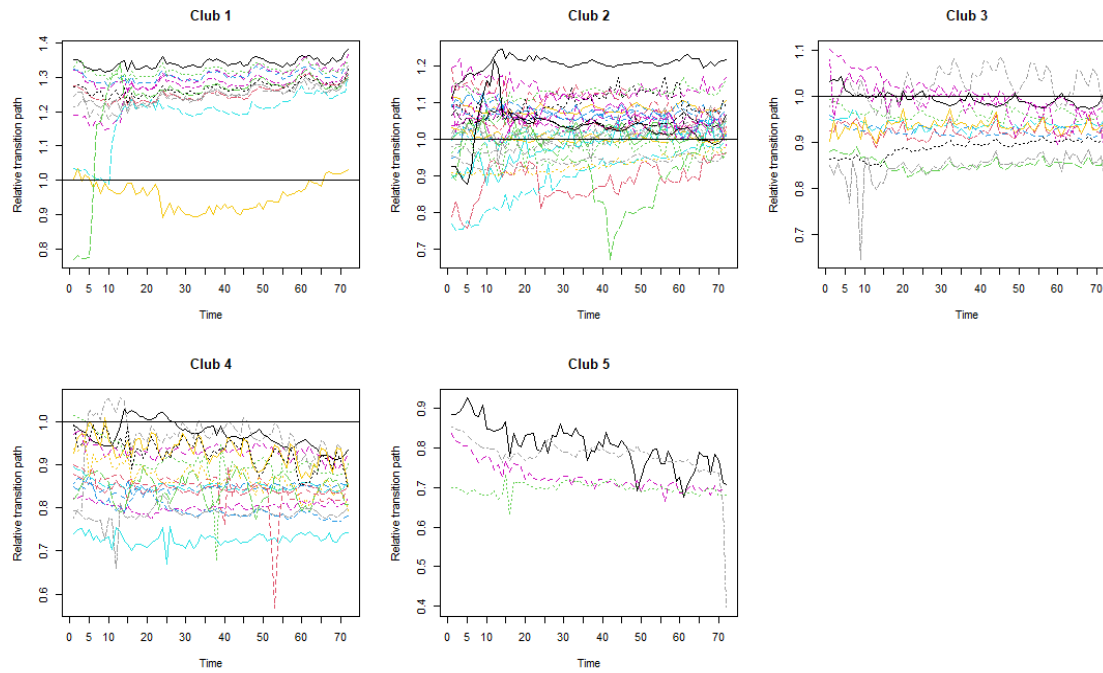 Club 1
Relative transition path
1.4
1.3
1.2
1.1
1.0
0.9
0.8
0 5 10 20 30 40 50 60 70
Time
Club 2
Relative transition path
1.2
1.1
1.0
0.9
0.8
0.7
0 5 10 20 30 40 50 60 70
Time
Club 3
Relative transition path
1.1
1.0
0.9
0.8
0.7
0 5 10 20 30 40 50 60 70
Time
Club 4
Relative transition path
1.0
0.9
0.8
0.7
0.6
0 5 10 20 30 40 50 60 70
Time
Club 5
Relative transition path
0.9
0.8
0.7
0.6
0.5
0.4
0 5 10 20 30 40 50 60 70
Time